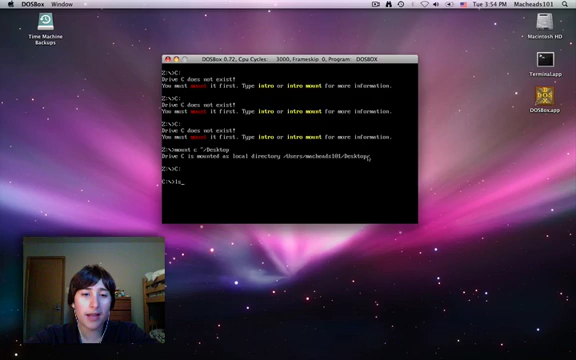 DOSBox Window
Tue 3:54 PM Macheads101
Time Machine
Backups
Macintosh HD
Terminal.app
DOS
DOSBox.app
DOSBox 0.72, Cpu Cycles: 3000, Frameskip 0, Program: DOSBOX
Z:\>C:
Drive C does not exist!
You must mount it first. Type intro or intro mount for more information.
Z:\>C:
Drive C does not exist!
You must mount it first. Type intro or intro mount for more information.
Z:\>C:
Drive C does not exist!
You must mount it first. Type intro or intro mount for more information.
Z:\>mount c ~/Desktop
Drive C is mounted as local directory /Users/macheads101/Desktop/
Z:\>C:
C:\>ls_